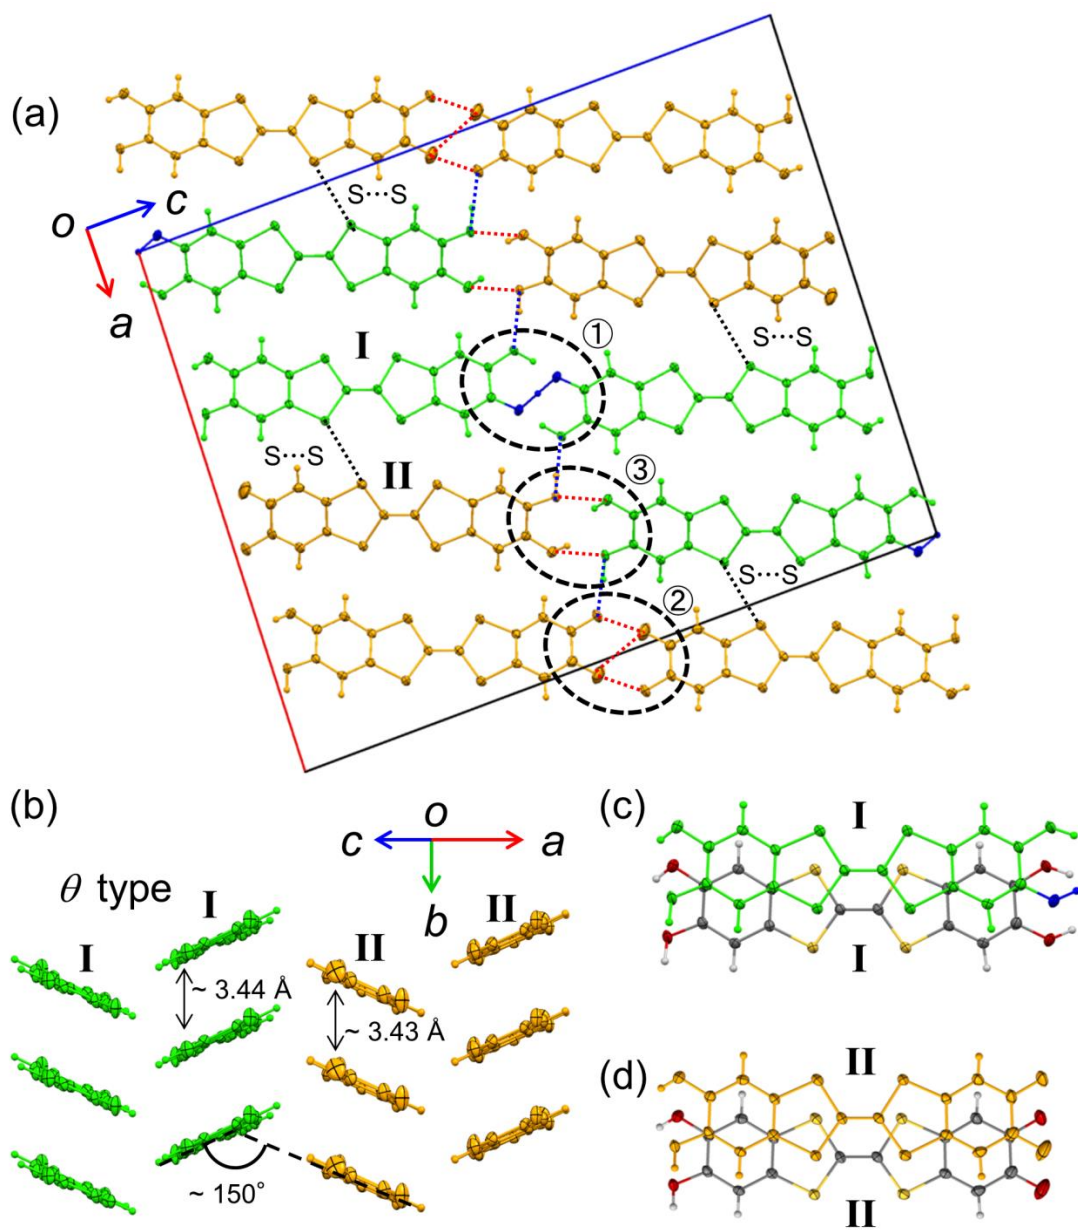 (a)
S···S
o
c
a
I
①
S···S
S···S
II
③
S···S
②
(b)
o
c
a
b
θ type
I
I
II
II
~ 3.44 Å
~ 3.43 Å
~ 150°
(c)
I
I
(d)
II
II